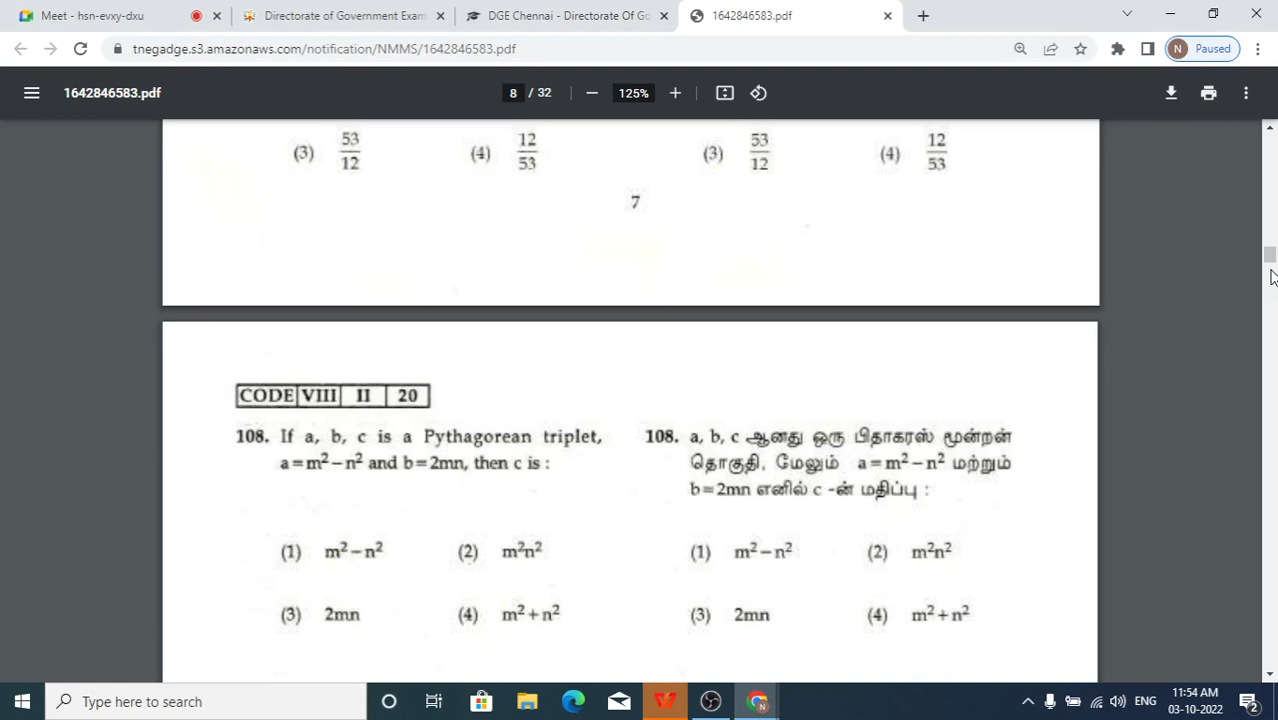 Meet - hsn-evxy-dxu
Directorate of Government Exam
DGE Chennai - Directorate Of Go
1642846583.pdf
tnegadge.s3.amazonaws.com/notification/NMMS/1642846583.pdf
N Paused
1642846583.pdf
8 / 32
125%
(3) 53/12 (4) 12/53
(3) 53/12 (4) 12/53
7
CODE VIII II 20
108. If a, b, c is a Pythagorean triplet,
a=m²−n² and b=2mn, then c is :
(1) m²−n² (2) m²n²
(3) 2mn (4) m²+n²
108. a, b, c ஆனது ஒரு பிதாகரஸ் மூன்றன்
தொகுதி, மேலும் a=m²−n² மற்றும்
b=2mn எனில் c -ன் மதிப்பு :
(1) m²−n² (2) m²n²
(3) 2mn (4) m²+n²
Type here to search
ENG
11:54 AM
03-10-2022
2